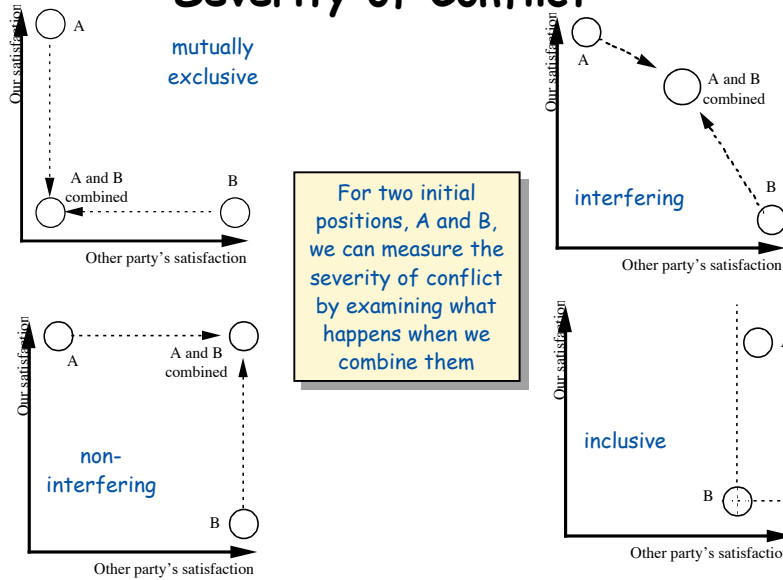 Severity of Conflict
Our satisfaction
A
mutually
exclusive
A and B
combined
B
Other party's satisfaction
Our satisfaction
A
A and B
combined
interfering
B
Other party's satisfaction
For two initial
positions, A and B,
we can measure the
severity of conflict
by examining what
happens when we
combine them
Our satisfaction
A
A and B
combined
non-
interfering
B
Other party's satisfaction
Our satisfaction
inclusive
B
Other party's satisfactio